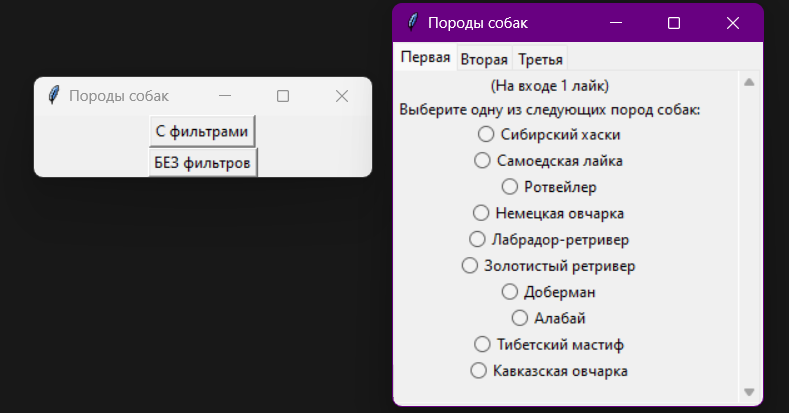 Породы собак
С фильтрами
БЕЗ фильтров
Породы собак
Первая Вторая Третья
(На входе 1 лайк)
Выберите одну из следующих пород собак:
Сибирский хаски
Самоедская лайка
Ротвейлер
Немецкая овчарка
Лабрадор-ретривер
Золотистый ретривер
Доберман
Алабай
Тибетский мастиф
Кавказская овчарка